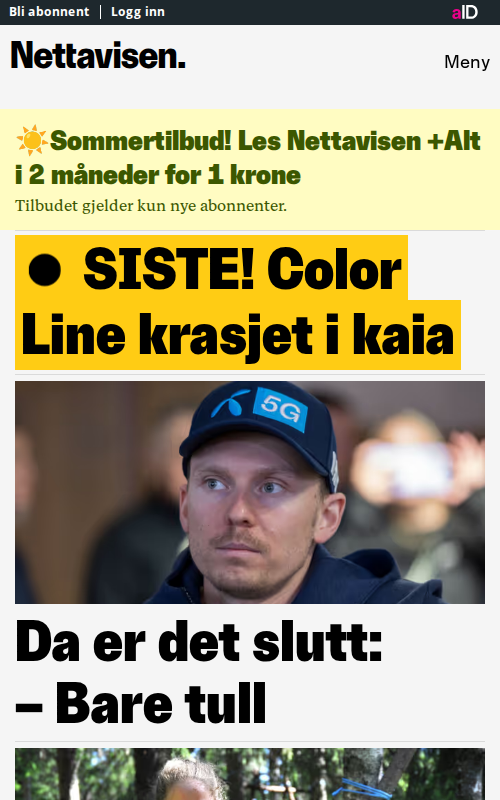 Bli abonnent | Logg inn
aID
Nettavisen.
Meny
☀️Sommertilbud! Les Nettavisen +Alt
i 2 måneder for 1 krone
Tilbudet gjelder kun nye abonnenter.
● SISTE! Color
Line krasjet i kaia
5G
Da er det slutt:
– Bare tull